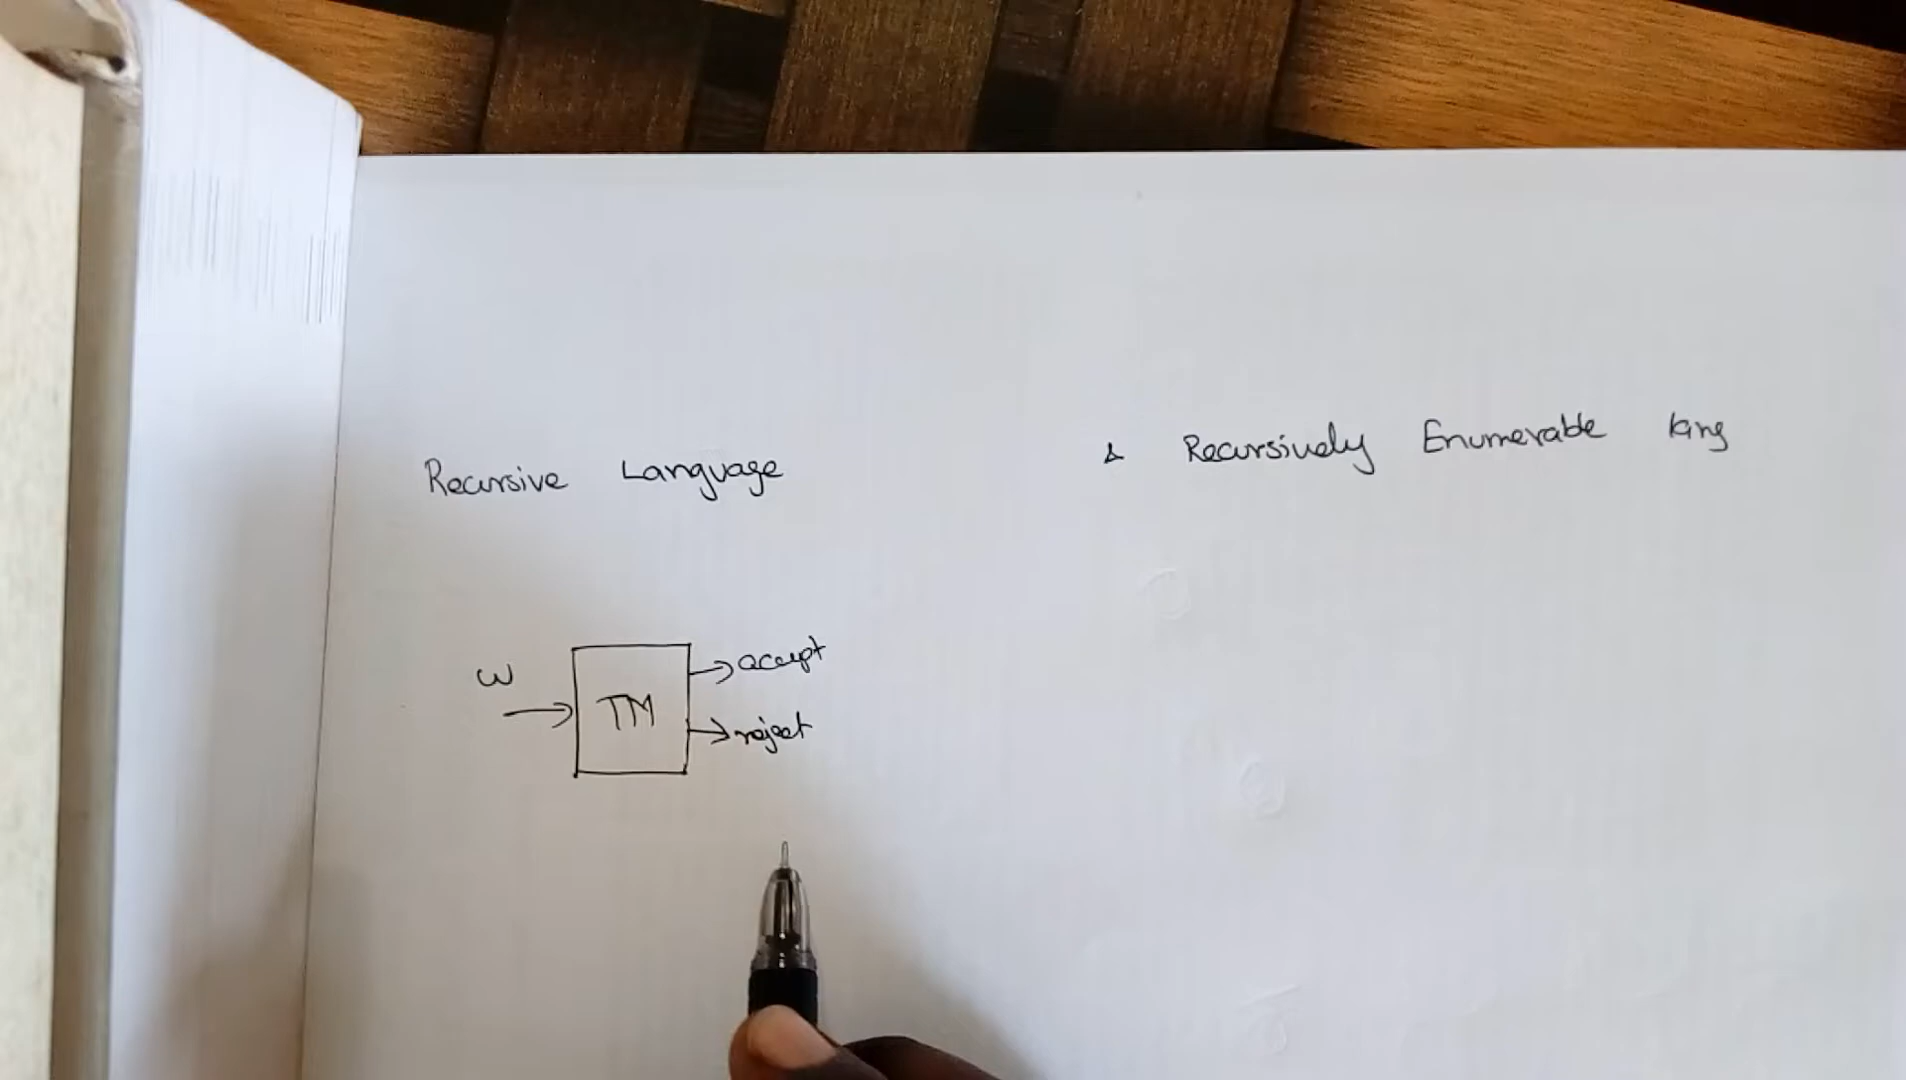 Recursive Language
& Recursively Enumerable lang
ω
TM
accept
reject